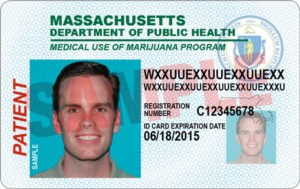 MASSACHUSETTS
DEPARTMENT OF PUBLIC HEALTH
MEDICAL USE OF MARIJUANA PROGRAM
PATIENT
SAMPLE
SAMPLE
WXXUUEXXUUEXXUUEXX
WXXUUEXXUUEXXUUEXXUUEXXXU
REGISTRATION
NUMBER C12345678
ID CARD EXPIRATION DATE
06/18/2015